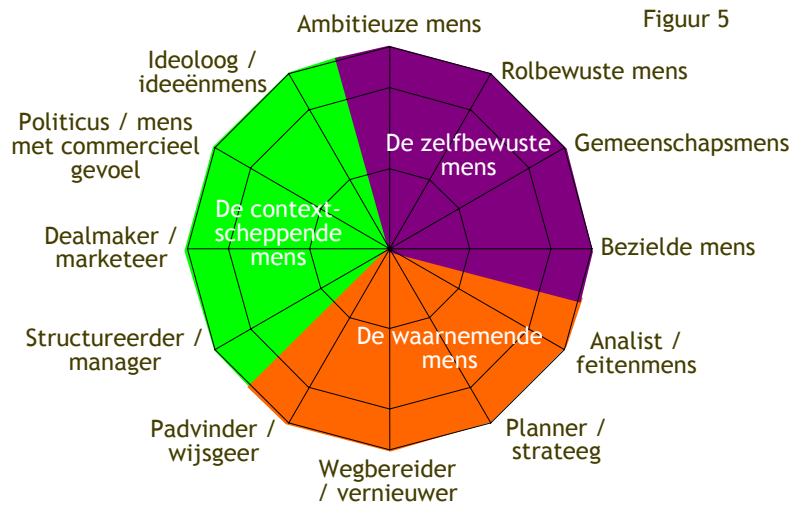 Figuur 5
Ambitieuze mens
Rolbewuste mens
Gemeenschapsmens
Bezielde mens
Analist /
feitenmens
Planner /
strateeg
Wegbereider
/ vernieuwer
Padvinder /
wijsgeer
Structureerder /
manager
Dealmaker /
marketeer
Politicus / mens
met commercieel
gevoel
Ideoloog /
ideeënmens
De zelfbewuste
mens
De context-
scheppende
mens
De waarnemende
mens